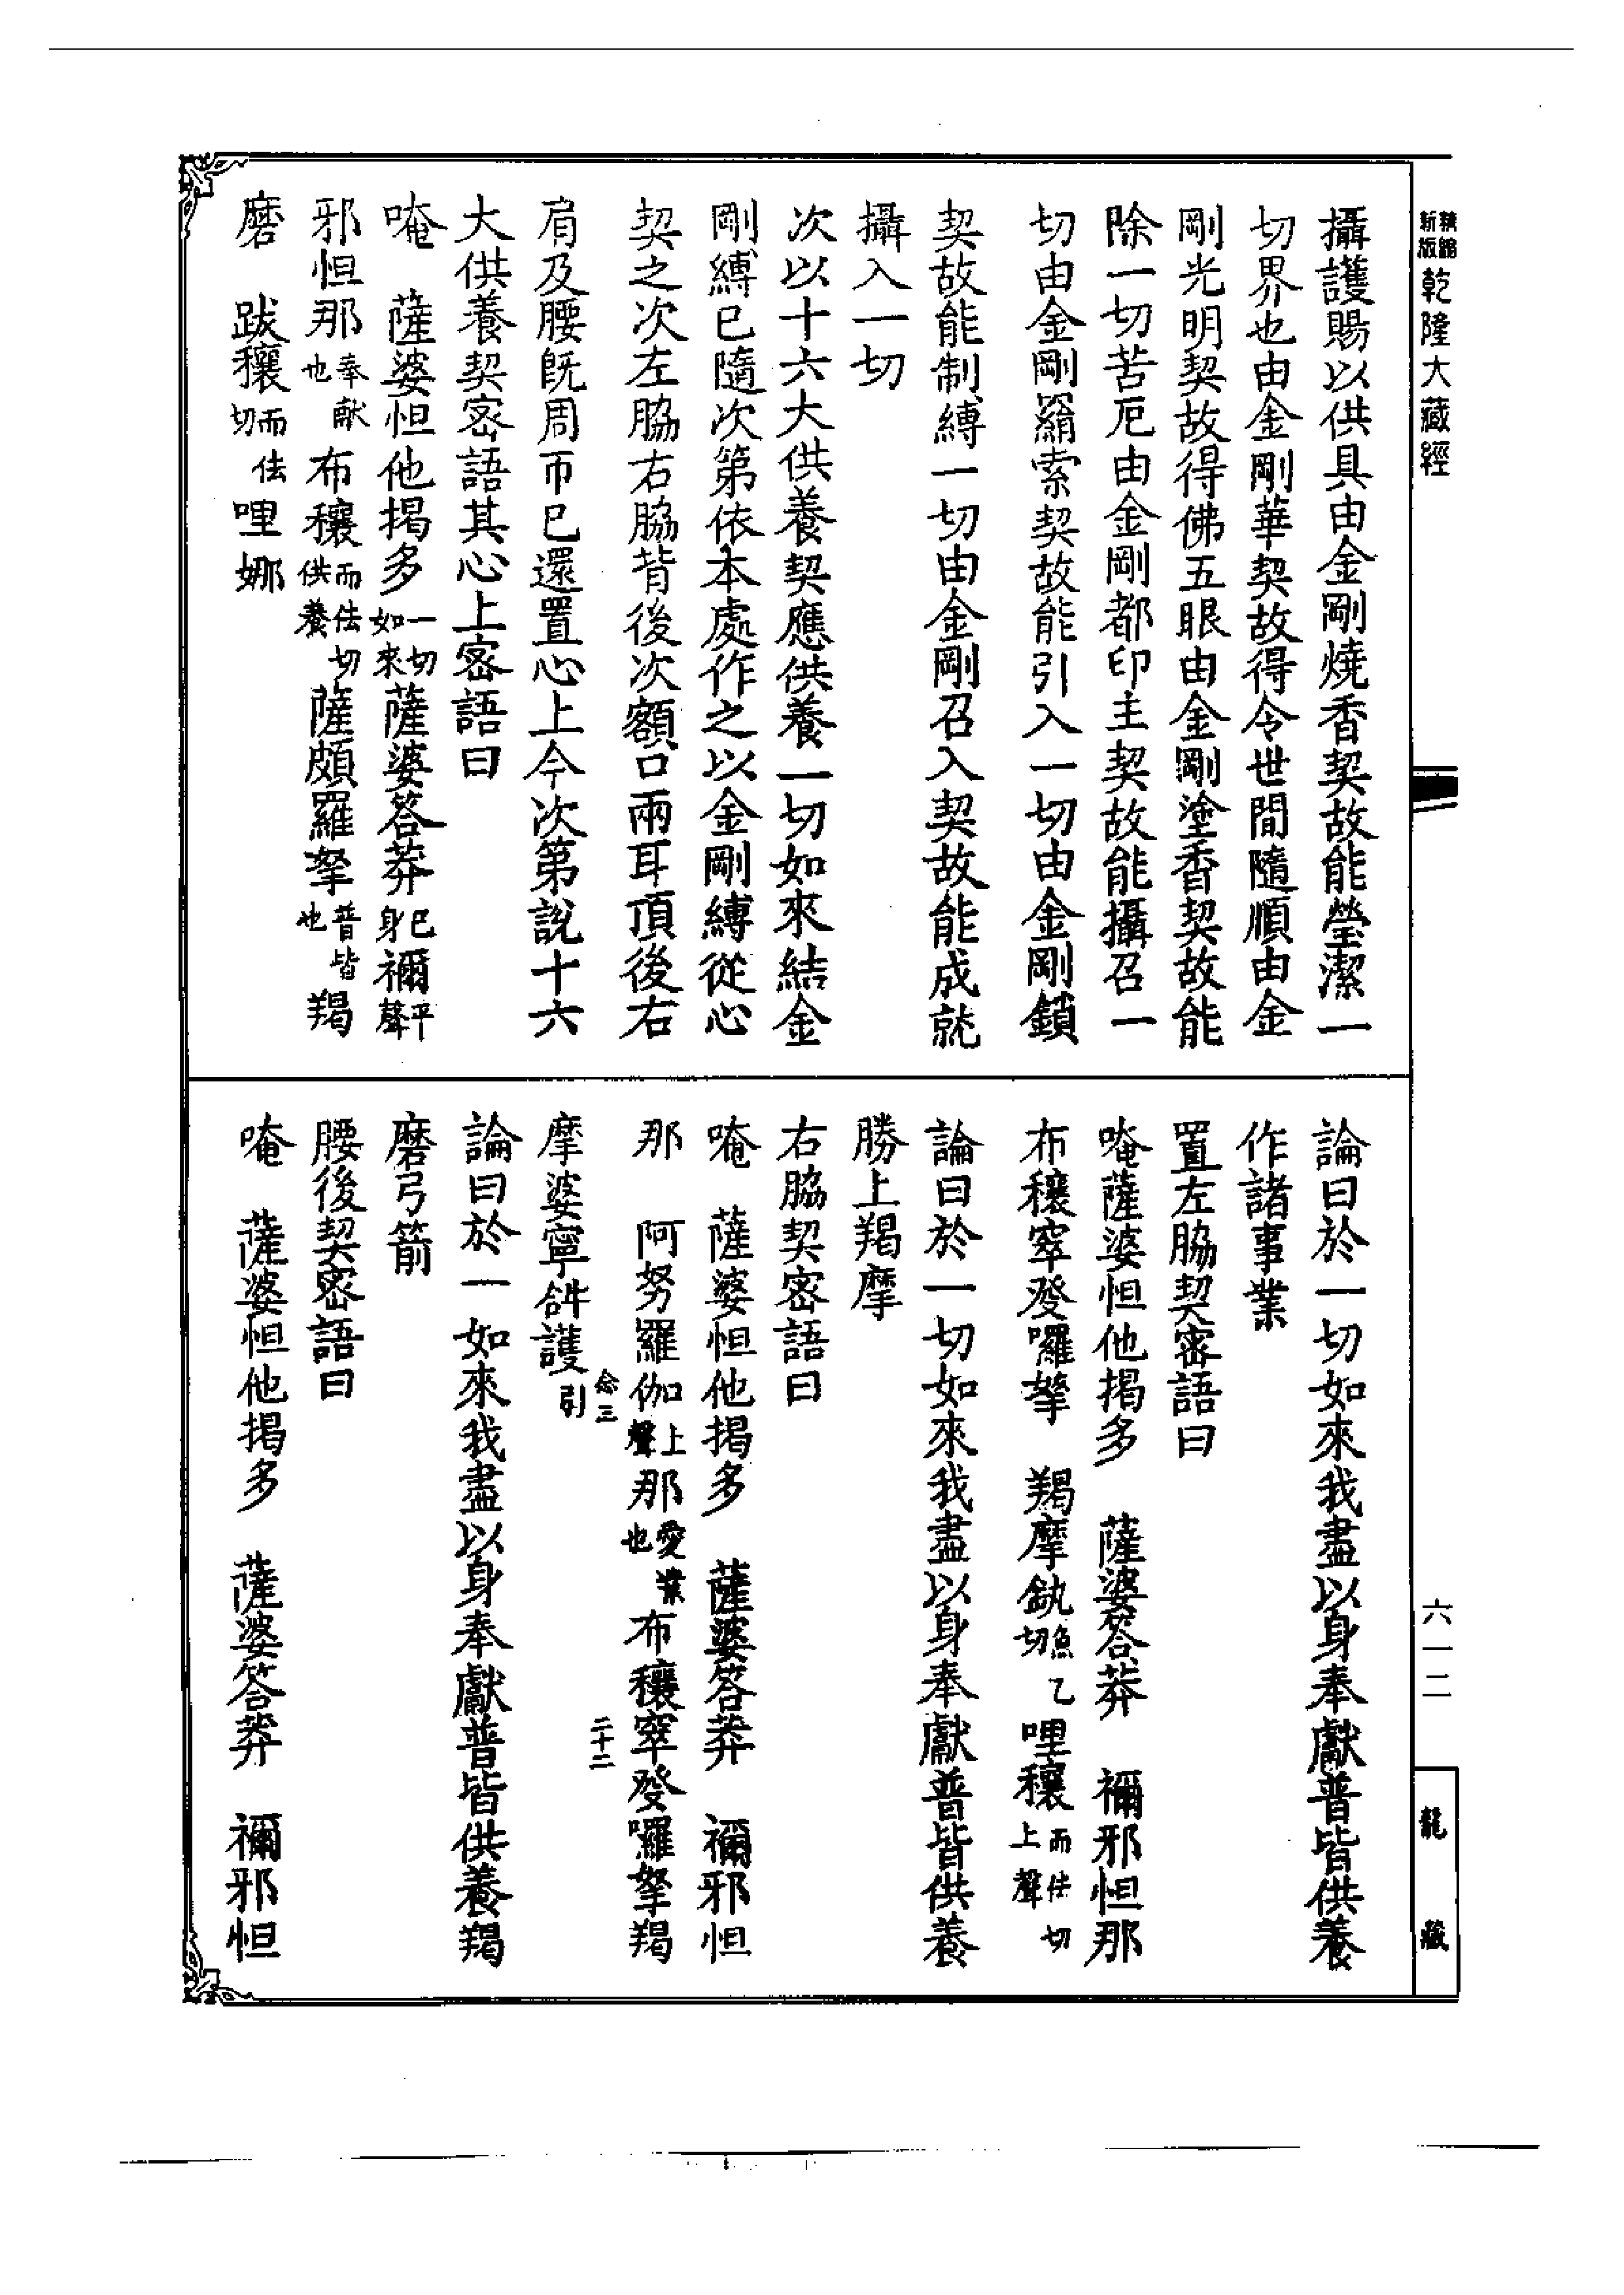 精縮新版乾隆大藏經
攝護賜以供具由金剛燒香契故能瑩潔一
切界也由金剛華契故得令世間隨順由金
剛光明契故得佛五眼由金剛塗香契故能
除一切苦厄由金剛都印主契故能攝召一
切由金剛羂索契故能引入一切由金剛鎖
契故能制縛一切由金剛召入契故能成就
攝入一切
次以十六大供養契應供養一切如來結金
剛縛已隨次第依本處作之以金剛縛從心
契之次左脇右脇背後次額口兩耳頂後右
肩及腰既周帀已還置心上今次第說十六
大供養契密語其心上密語曰
唵 薩婆怛他揭多一切如來薩婆答莽巳身禰平聲
邪怛那奉獻也布穰而佉切供養薩頗羅拏普皆也羯
磨 跋穰而佉切哩娜
論曰於一切如來我盡以身奉獻普皆供養
作諸事業
置左脇契密語曰
唵薩婆怛他揭多 薩婆答莽 禰邪怛那
布穰窣癹囉拏 羯摩釻魚乙切哩穰而佉切上聲
論曰於一切如來我盡以身奉獻普皆供養
勝上羯摩
右脇契密語曰
唵 薩婆怛他揭多 薩婆答莽 禰邪怛
那 阿努羅伽上聲那愛業也布穰窣癹囉拏羯
念三 二十二
摩婆寧𤙖護引
論曰於一如來我盡以身奉獻普皆供養羯
磨弓箭
腰後契密語曰
唵 薩婆怛他揭多 薩婆答莽 禰邪怛
六一二
龍藏